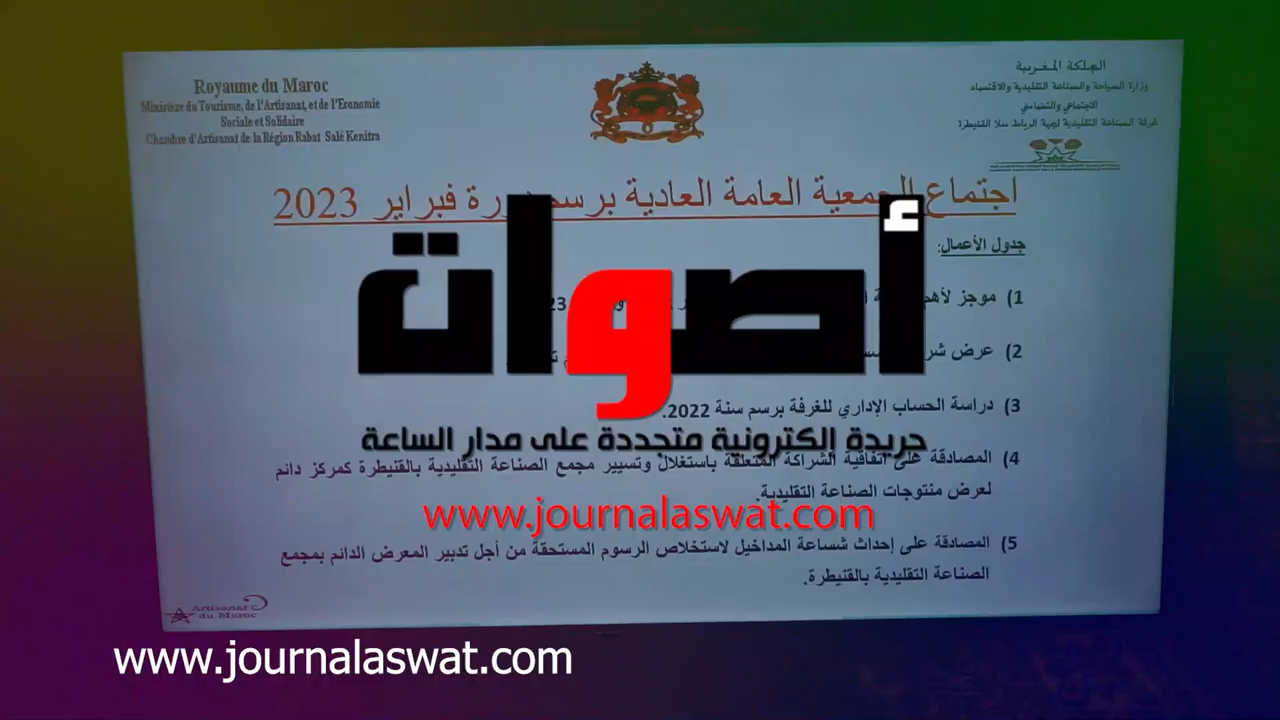 Royaume du Maroc
Ministère du Tourisme, de l'Artisanat, et de l'Economie
Sociale et Solidaire
Chambre d'Artisanat de la Région Rabat Salé Kenitra
المملكة المغربية
وزارة السياحة والصناعة التقليدية والاقتصاد
الاجتماعي والتضامني
غرفة الصناعة التقليدية لجهة الرباط سلا القنيطرة
اجتماع الجمعية العامة العادية برسم دورة فبراير 2023
جدول الأعمال:
1) موجز لأهم
2) عرض
3) دراسة الحساب الإداري للغرفة برسم سنة 2022.
4) المصادقة على اتفاقية الشراكة المتعلقة باستغلال وتسيير مجمع الصناعة التقليدية بالقنيطرة كمركز دائم
لعرض منتوجات الصناعة التقليدية.
5) المصادقة على إحداث شساعة المداخيل لاستخلاص الرسوم المستحقة من أجل تدبير المعرض الدائم بمجمع
الصناعة التقليدية بالقنيطرة.
أصوات
جريدة إلكترونية متجددة على مدار الساعة
www.journalaswat.com
Artisanat
du Maroc
www.journalaswat.com